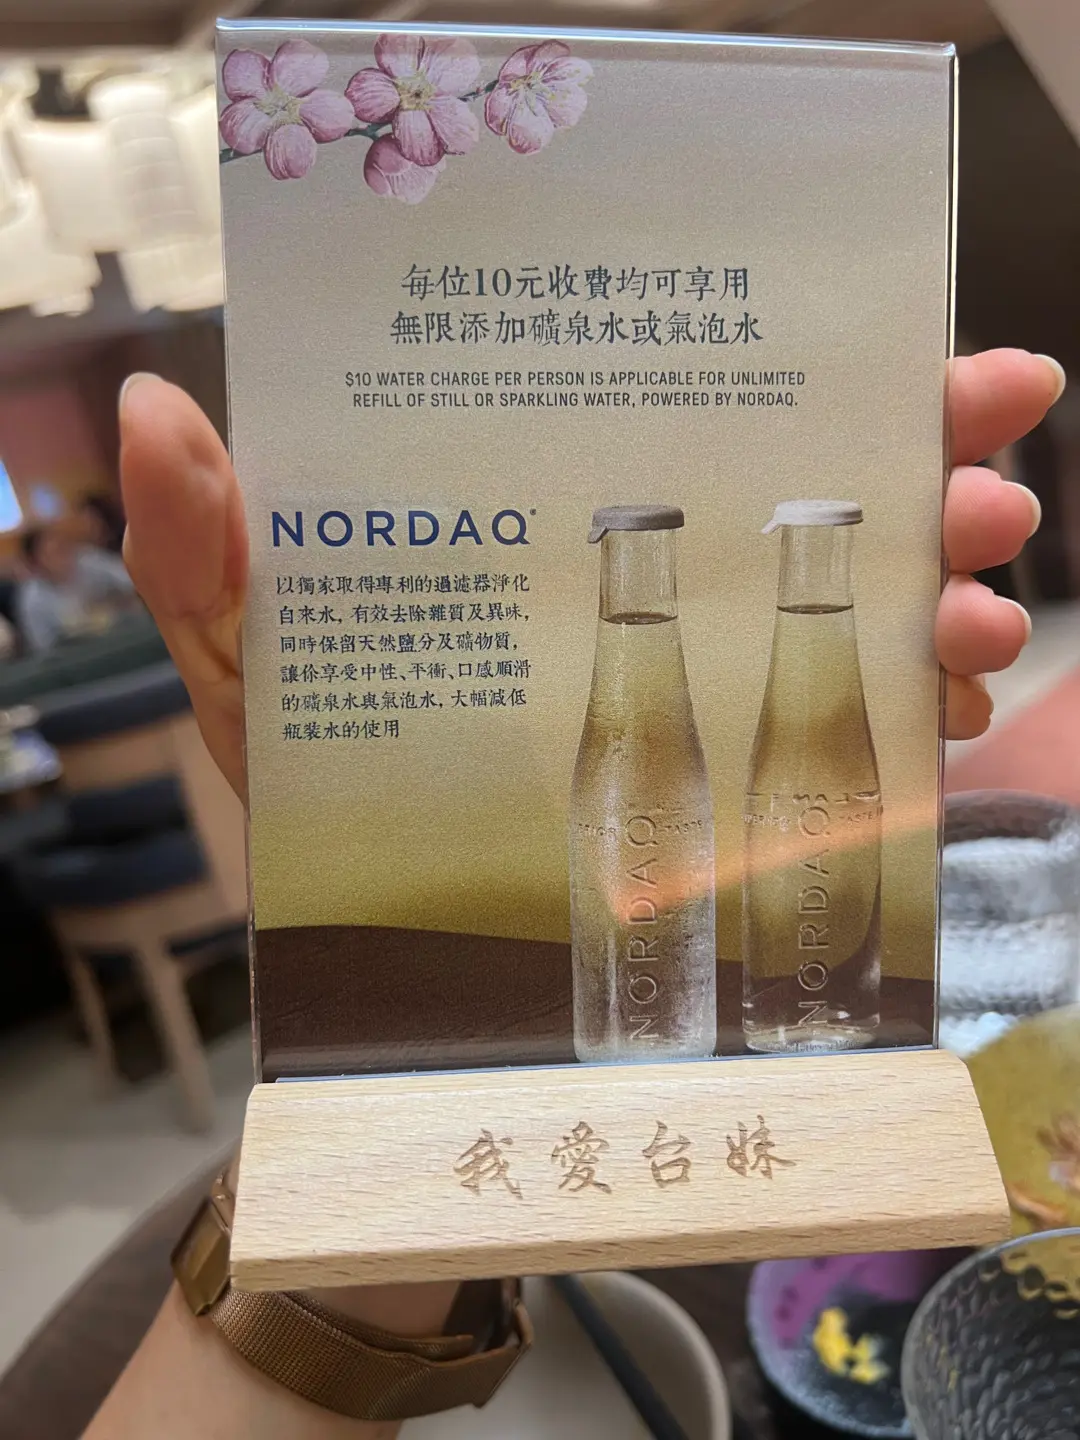 每位10元收費均可享用
無限添加礦泉水或氣泡水
$10 WATER CHARGE PER PERSON IS APPLICABLE FOR UNLIMITED
REFILL OF STILL OR SPARKLING WATER, POWERED BY NORDAQ.
NORDAQ
以獨家取得專利的過濾器淨化
自來水, 有效去除雜質及異味,
同時保留天然鹽分及礦物質,
讓你享受中性、平衡、口感順滑
的礦泉水與氣泡水, 大幅減低
瓶裝水的使用
TASTE
NORDAQ
TASTE
NORDAQ
我愛台妹